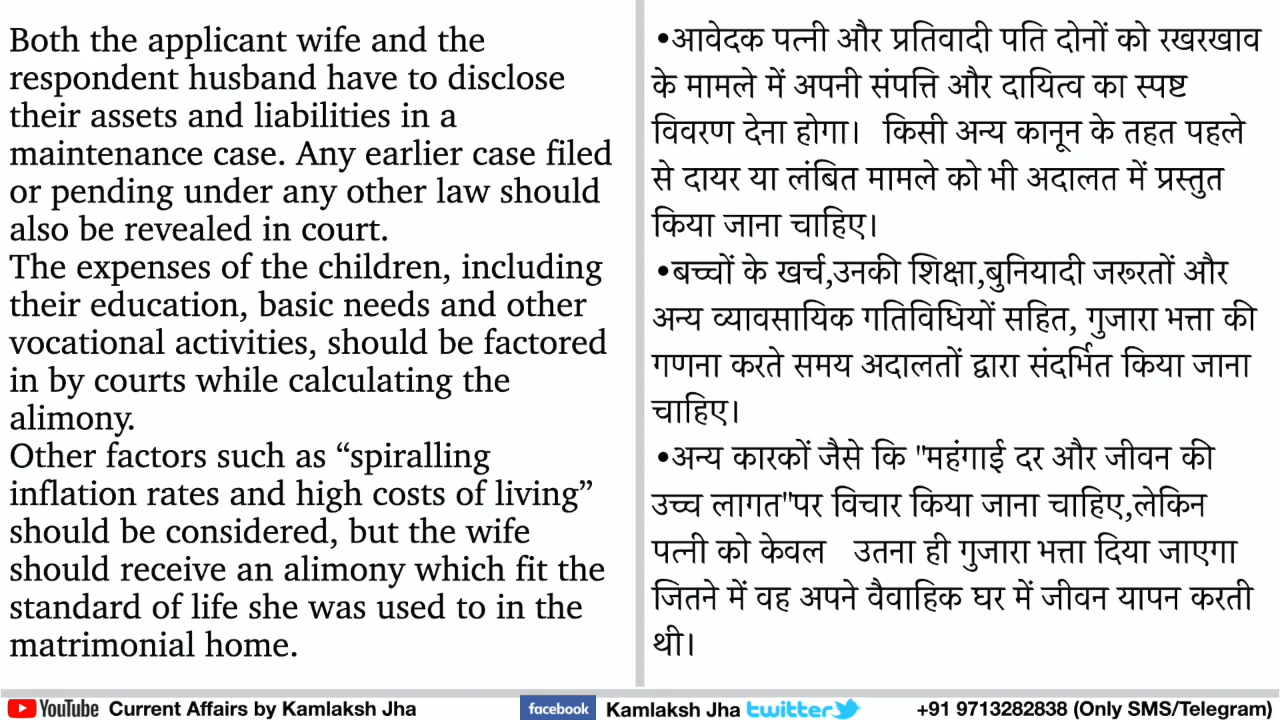 Both the applicant wife and the
respondent husband have to disclose
their assets and liabilities in a
maintenance case. Any earlier case filed
or pending under any other law should
also be revealed in court.
The expenses of the children, including
their education, basic needs and other
vocational activities, should be factored
in by courts while calculating the
alimony.
Other factors such as “spiralling
inflation rates and high costs of living”
should be considered, but the wife
should receive an alimony which fit the
standard of life she was used to in the
matrimonial home.
•आवेदक पत्नी और प्रतिवादी पति दोनों को रखरखाव
के मामले में अपनी संपत्ति और दायित्व का स्पष्ट
विवरण देना होगा। किसी अन्य कानून के तहत पहले
से दायर या लंबित मामले को भी अदालत में प्रस्तुत
किया जाना चाहिए।
•बच्चों के खर्च,उनकी शिक्षा,बुनियादी जरूरतों और
अन्य व्यावसायिक गतिविधियों सहित, गुजारा भत्ता की
गणना करते समय अदालतों द्वारा संदर्भित किया जाना
चाहिए।
•अन्य कारकों जैसे कि "महंगाई दर और जीवन की
उच्च लागत"पर विचार किया जाना चाहिए,लेकिन
पत्नी को केवल उतना ही गुजारा भत्ता दिया जाएगा
जितने में वह अपने वैवाहिक घर में जीवन यापन करती
थी।
YouTube Current Affairs by Kamlaksh Jha facebook Kamlaksh Jha twitter +91 9713282838 (Only SMS/Telegram)